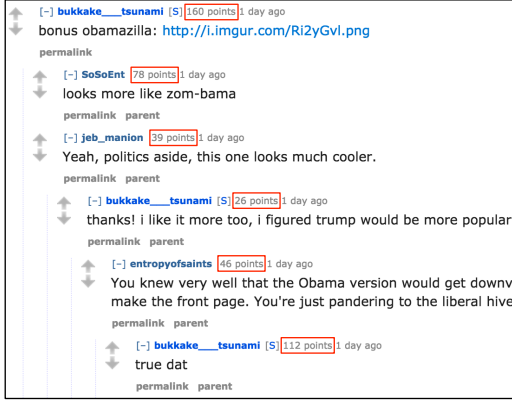 [–] bukkake___tsunami [S] 160 points 1 day ago
bonus obamazilla: http://i.imgur.com/Ri2yGvl.png
permalink
[–] SoSoEnt 78 points 1 day ago
looks more like zom-bama
permalink parent
[–] jeb_manion 39 points 1 day ago
Yeah, politics aside, this one looks much cooler.
permalink parent
[–] bukkake___tsunami [S] 26 points 1 day ago
thanks! i like it more too, i figured trump would be more popular
permalink parent
[–] entropyofsaints 46 points 1 day ago
You knew very well that the Obama version would get downv
make the front page. You're just pandering to the liberal hive
permalink parent
[–] bukkake___tsunami [S] 112 points 1 day ago
true dat
permalink parent